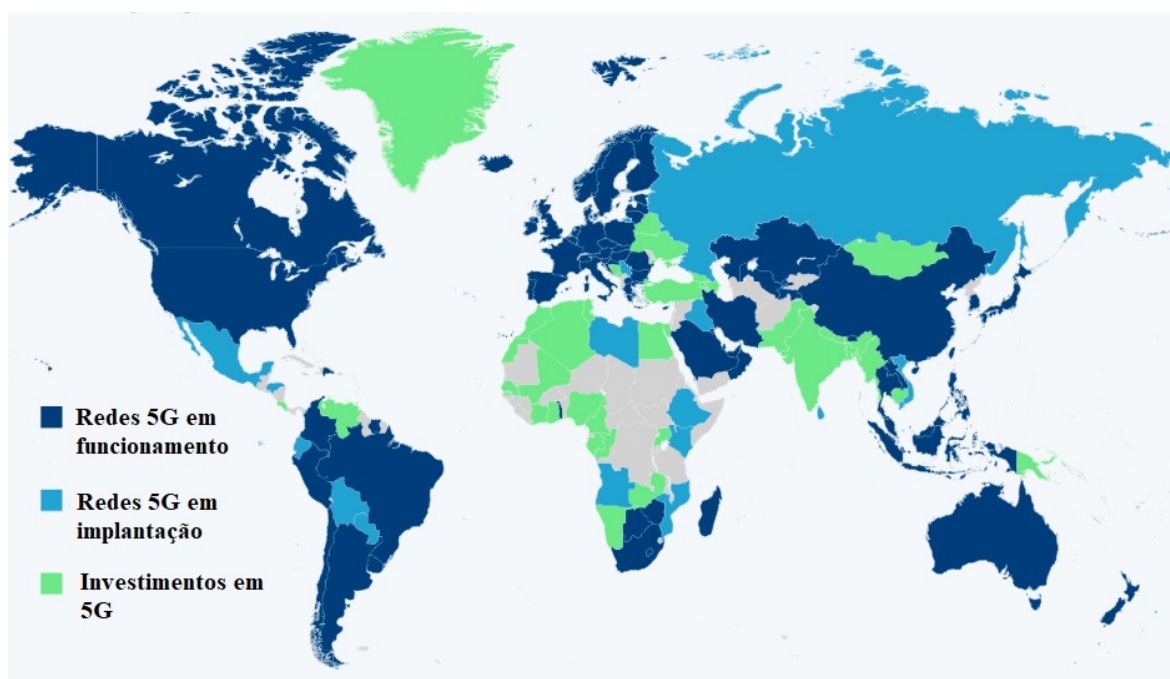 Redes 5G em
funcionamento
Redes 5G em
implantação
Investimentos em
5G